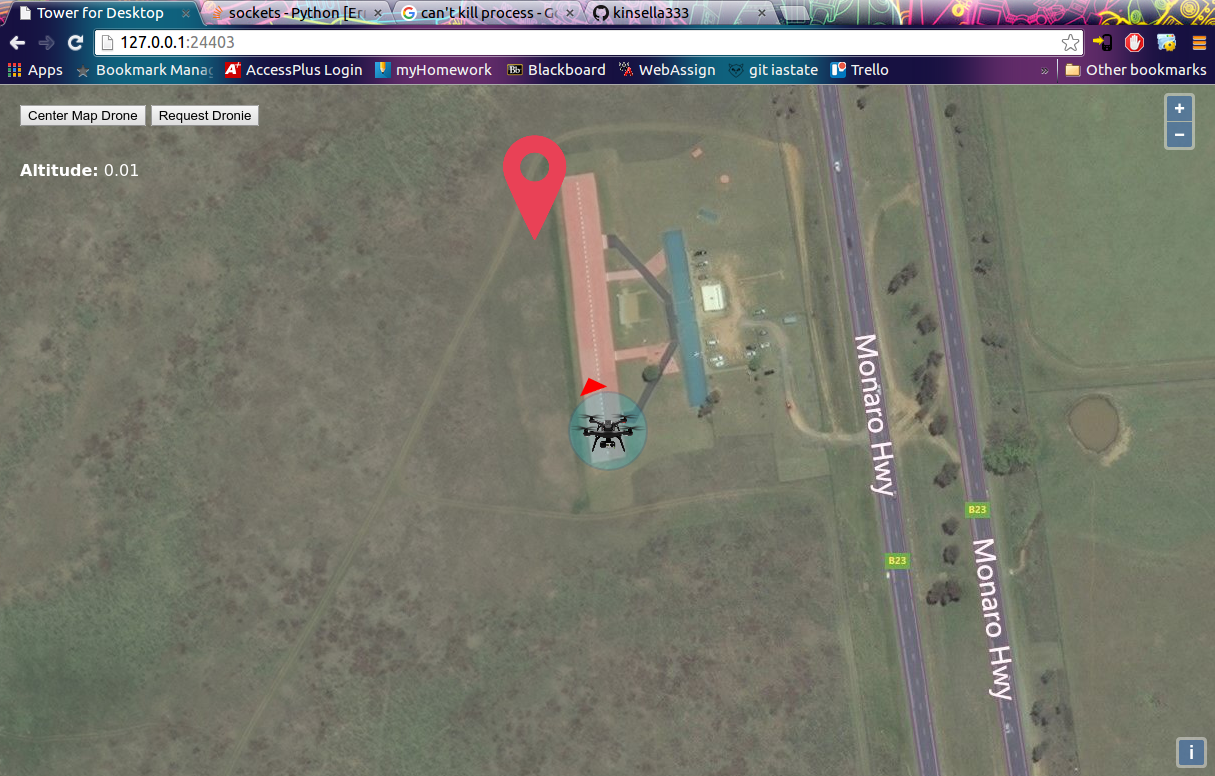 Tower for Desktop
sockets - Python [Er
can't kill process - G
kinsella333
127.0.0.1:24403
Apps
Bookmark Manag
AccessPlus Login
myHomework
Bb
Blackboard
WebAssign
git iastate
Trello
»
Other bookmarks
Center Map Drone
Request Dronie
+
−
Altitude: 0.01
Monaro Hwy
B23
B23
Monaro Hwy
i